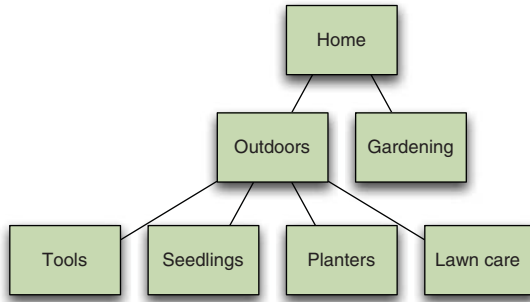 Home
Outdoors
Gardening
Tools
Seedlings
Planters
Lawn care